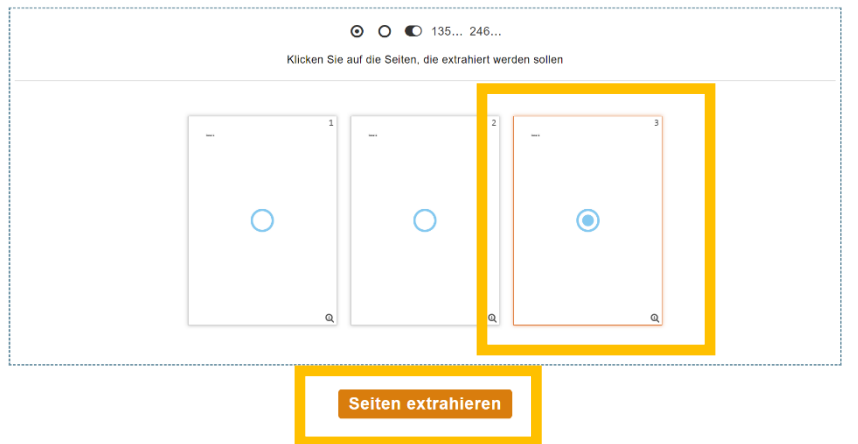 135... 246...
Klicken Sie auf die Seiten, die extrahiert werden sollen
1
2
3
Seiten extrahieren